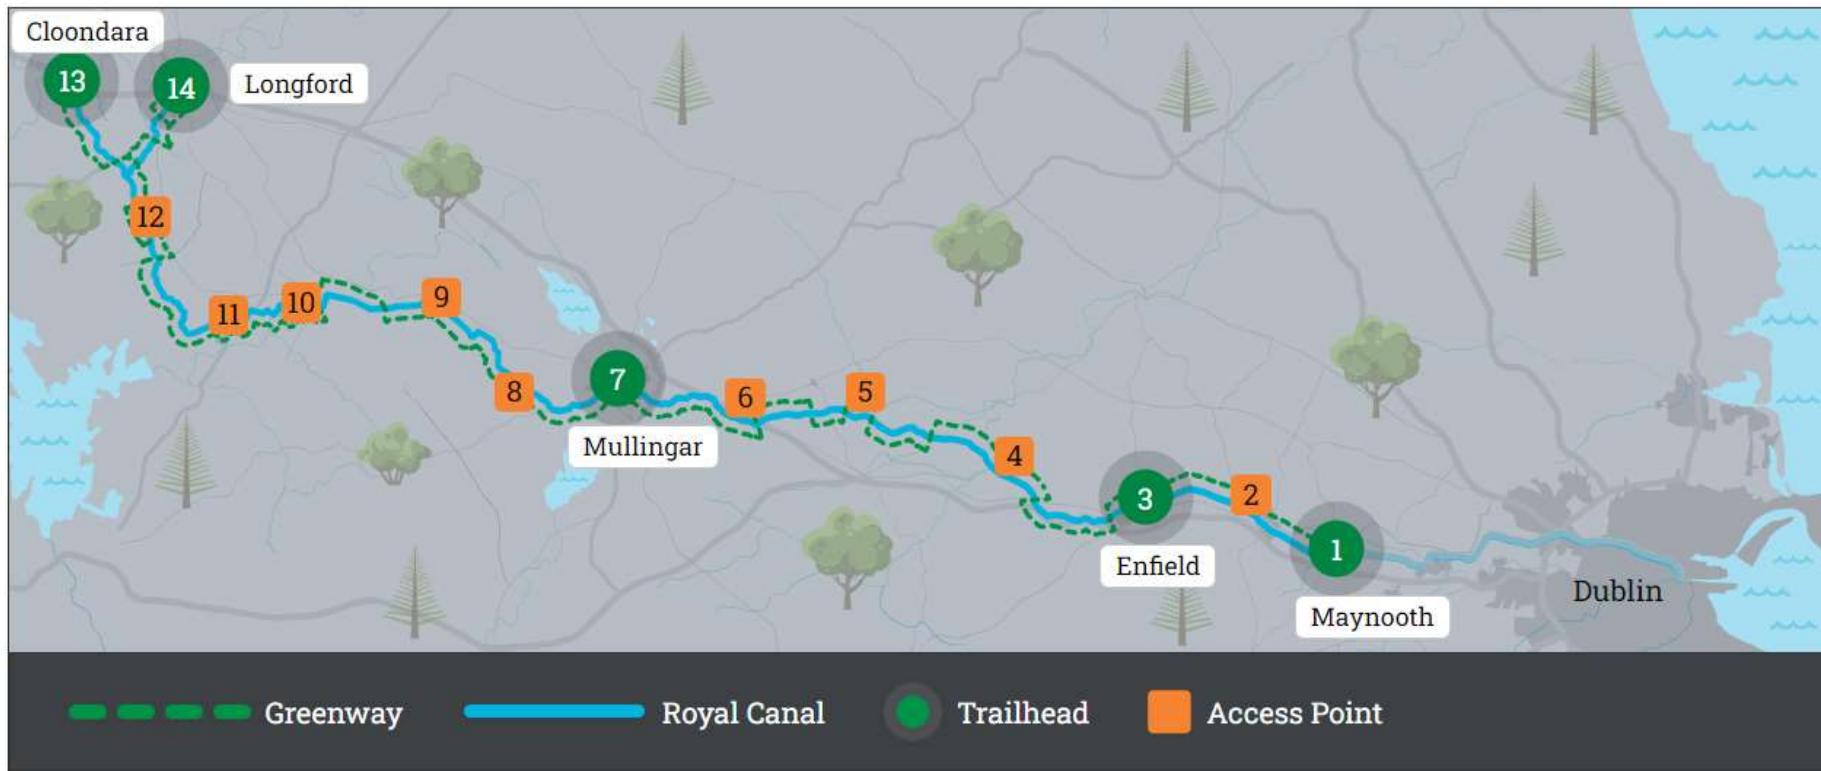 Cloondara
13
14
Longford
12
11
10
9
8
7
Mullingar
6
5
4
3
Enfield
2
1
Maynooth
Dublin
Greenway
Royal Canal
Trailhead
Access Point